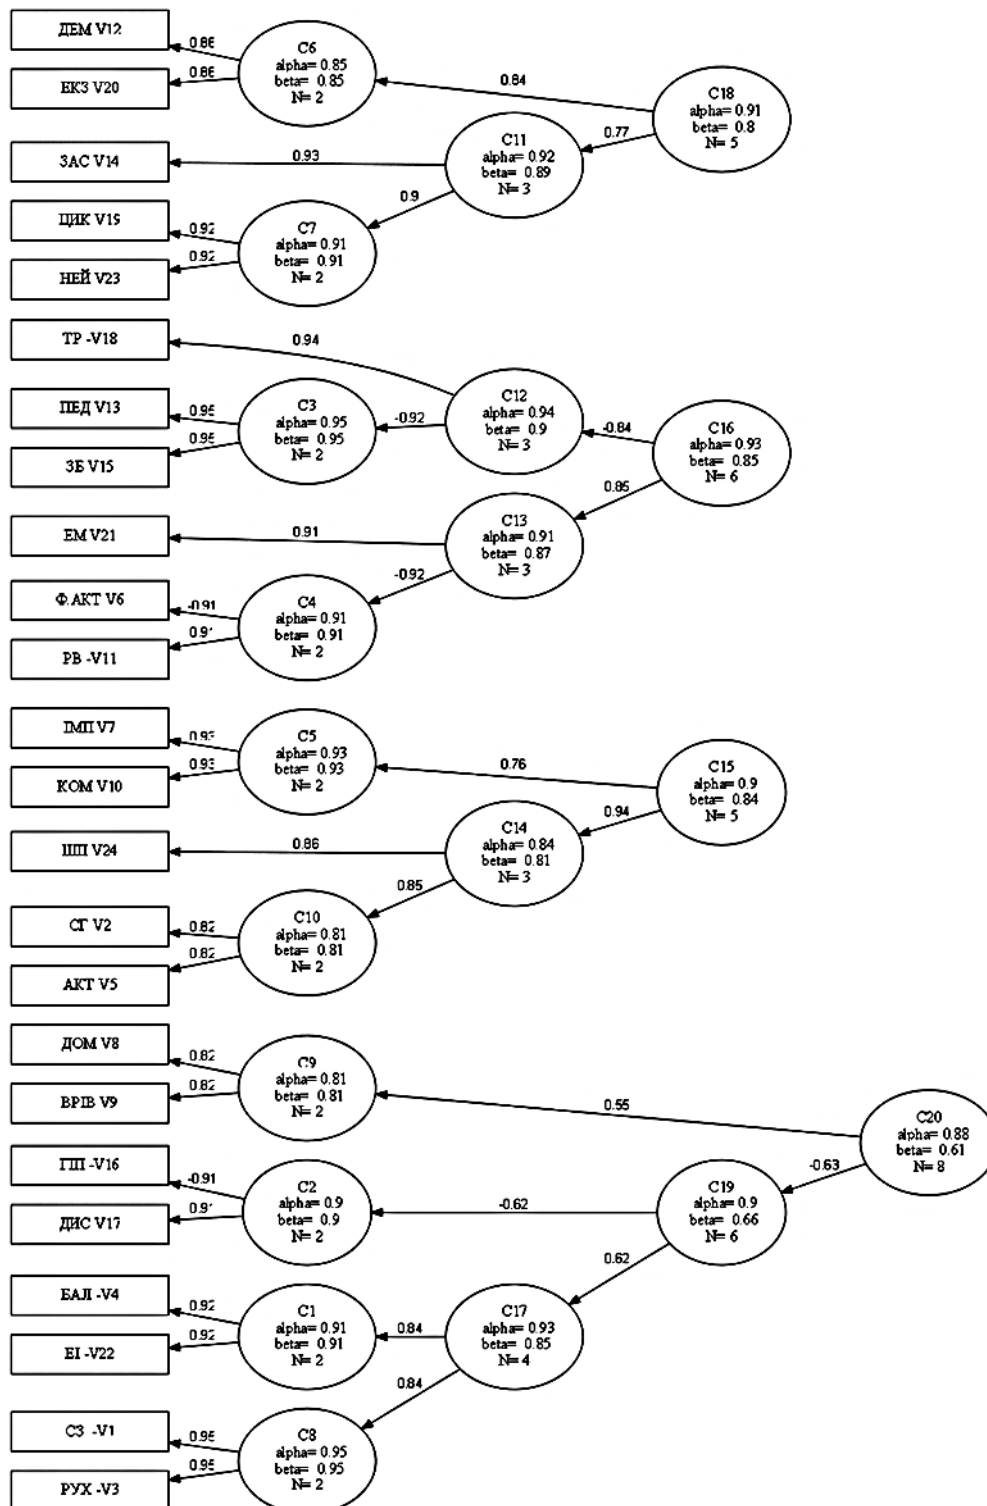 ДЕМ V12
0.86
ЕКЗ V20
0.86
C6
alpha= 0.85
beta= 0.85
N= 2
0.84
C18
alpha= 0.91
beta= 0.8
N= 5
0.77
ЗАС V14
0.93
C11
alpha= 0.92
beta= 0.89
N= 3
0.9
ЦИК V19
0.92
НЕЙ V23
0.92
C7
alpha= 0.91
beta= 0.91
N= 2
ТР -V18
0.94
C12
alpha= 0.94
beta= 0.9
N= 3
-0.84
C16
alpha= 0.93
beta= 0.85
N= 6
ПЕД V13
0.95
ЗБ V15
0.95
C3
alpha= 0.95
beta= 0.95
N= 2
-0.92
0.85
ЕМ V21
0.91
C13
alpha= 0.91
beta= 0.87
N= 3
-0.92
Ф.АКТ V6
-0.91
РВ -V11
0.91
C4
alpha= 0.91
beta= 0.91
N= 2
ІМП V7
0.93
КОМ V10
0.93
C5
alpha= 0.93
beta= 0.93
N= 2
0.76
C15
alpha= 0.9
beta= 0.84
N= 5
0.94
ШП V24
0.86
C14
alpha= 0.84
beta= 0.81
N= 3
0.85
СГ V2
0.82
АКТ V5
0.82
C10
alpha= 0.81
beta= 0.81
N= 2
ДОМ V8
0.82
ВРІВ V9
0.82
C9
alpha= 0.81
beta= 0.81
N= 2
0.55
C20
alpha= 0.88
beta= 0.61
N= 8
-0.63
-V16
-0.91
ДИС V17
0.91
C2
alpha= 0.9
beta= 0.9
N= 2
-0.62
C19
alpha= 0.9
beta= 0.66
N= 6
0.62
БАЛ -V4
0.92
ЕІ -V22
0.92
C1
alpha= 0.91
beta= 0.91
N= 2
0.84
C17
alpha= 0.93
beta= 0.85
N= 4
0.84
СЗ -V1
0.95
РУХ -V3
0.95
C8
alpha= 0.95
beta= 0.95
N= 2